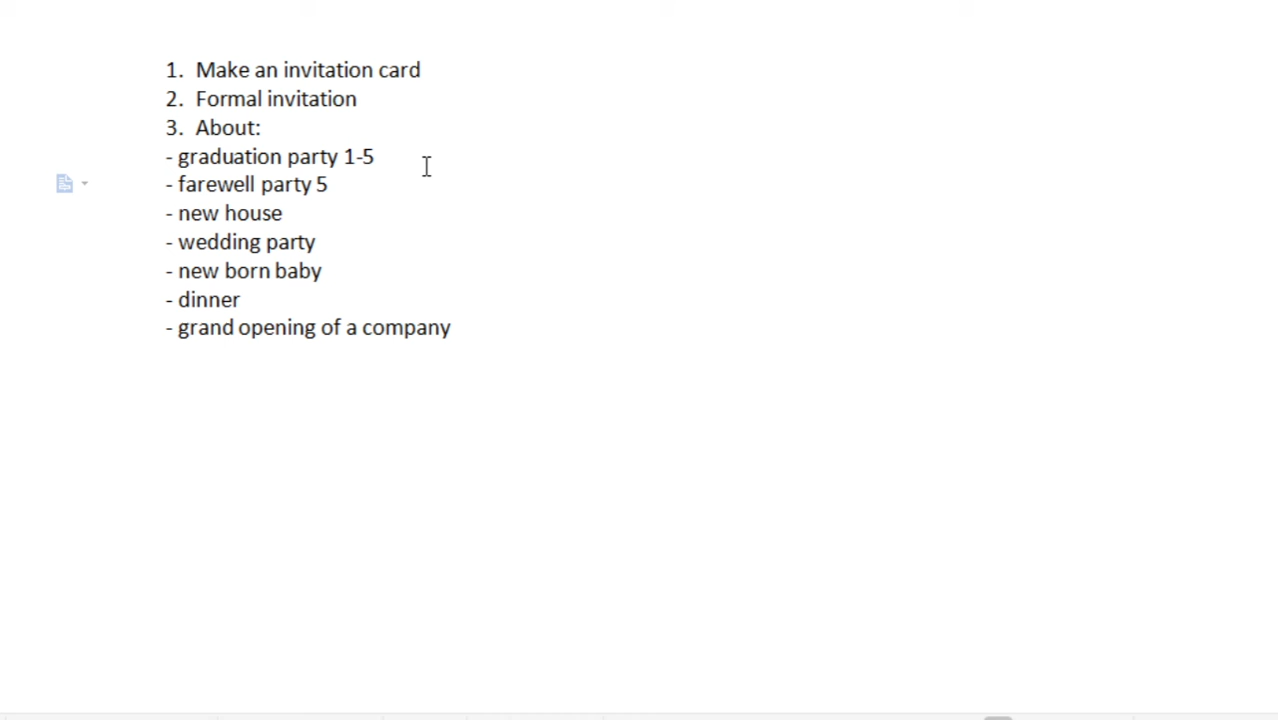 1. Make an invitation card
2. Formal invitation
3. About:
- graduation party 1-5
- farewell party 5
- new house
- wedding party
- new born baby
- dinner
- grand opening of a company